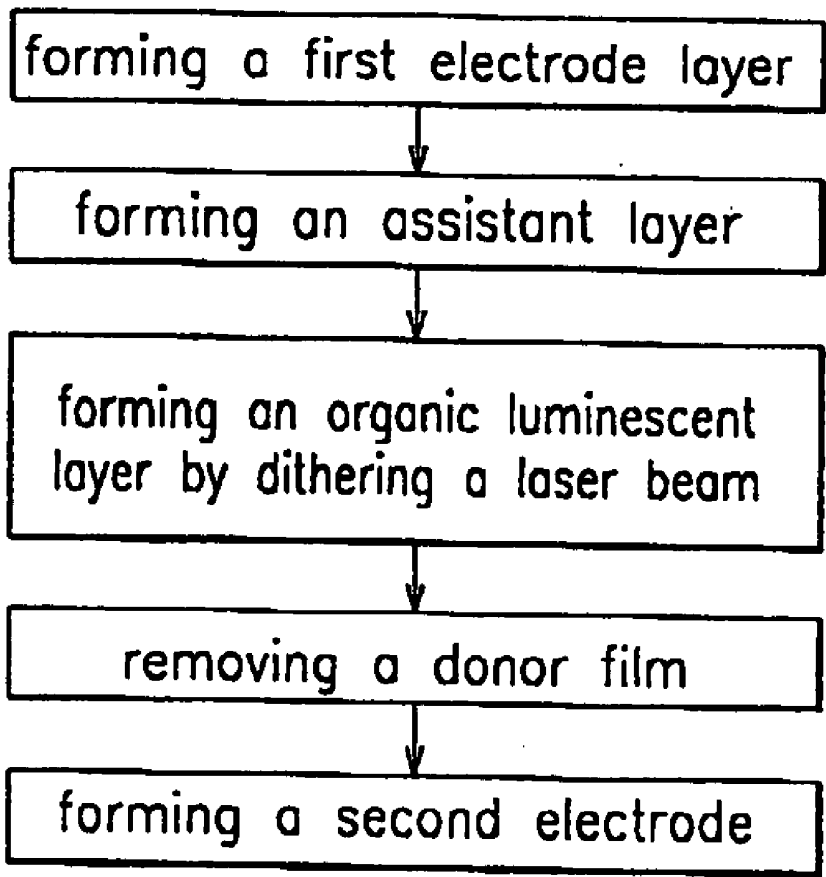 forming a first electrode layer
forming an assistant layer
forming an organic luminescent
layer by dithering a laser beam
removing a donor film
forming a second electrode